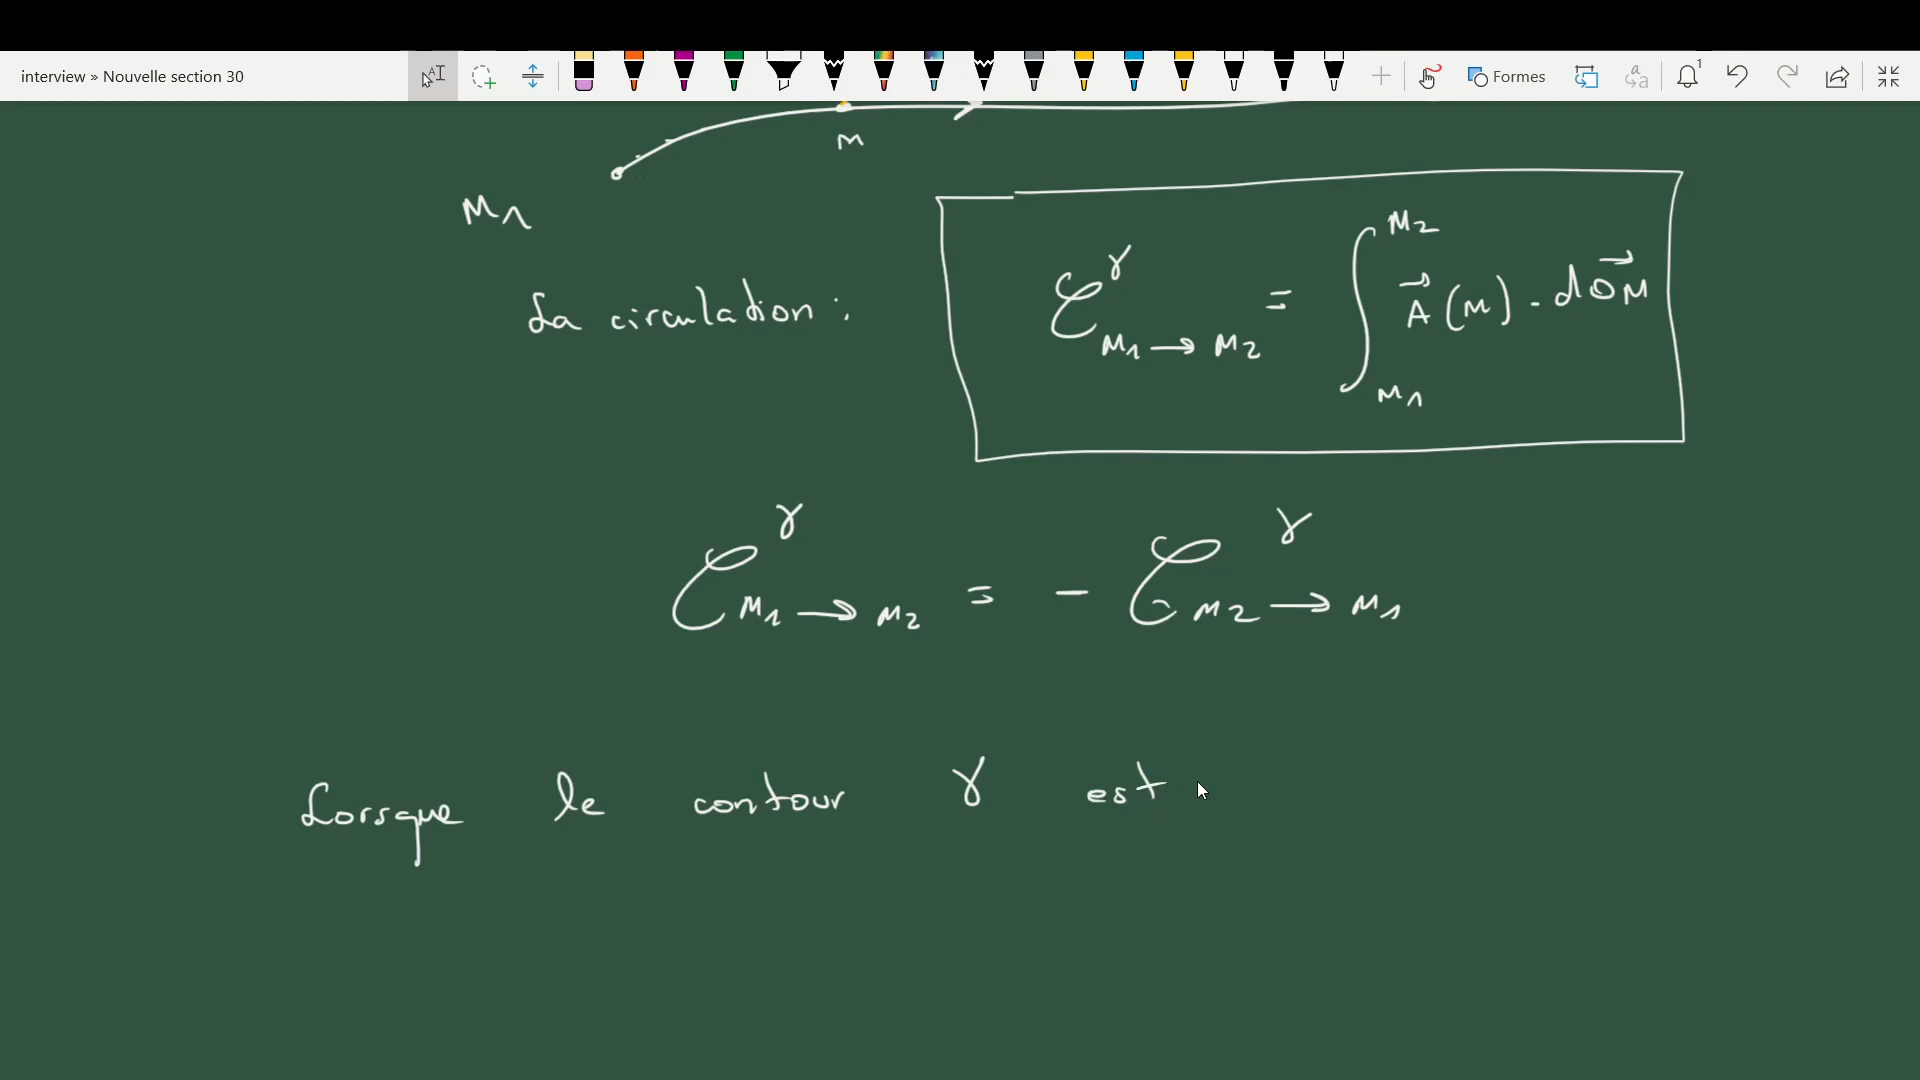 interview » Nouvelle section 30
Formes
1
M
M1
La circulation : 𝒞^γ_{M1 → M2} = ∫_{M1}^{M2} A⃗(M) · dOM⃗
𝒞^γ_{M1 → M2} = - 𝒞^γ_{M2 → M1}
Lorsque le contour γ est